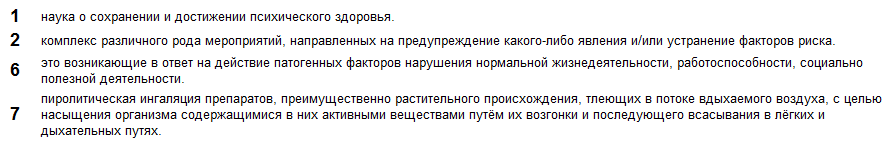 1 наука о сохранении и достижении психического здоровья.
2 комплекс различного рода мероприятий, направленных на предупреждение какого-либо явления и/или устранение факторов риска.
6 это возникающие в ответ на действие патогенных факторов нарушения нормальной жизнедеятельности, работоспособности, социально
полезной деятельности.
7 пиролитическая ингаляция препаратов, преимущественно растительного происхождения, тлеющих в потоке вдыхаемого воздуха, с целью
насыщения организма содержащимися в них активными веществами путём их возгонки и последующего всасывания в лёгких и
дыхательных путях.